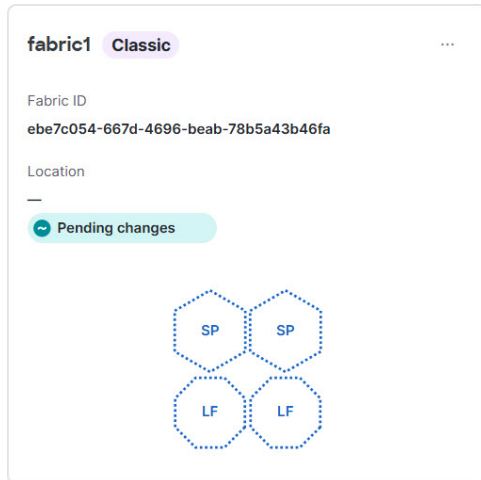 fabric1 Classic ...
Fabric ID
ebe7c054-667d-4696-beab-78b5a43b46fa
Location
—
Pending changes
SP SP
LF LF